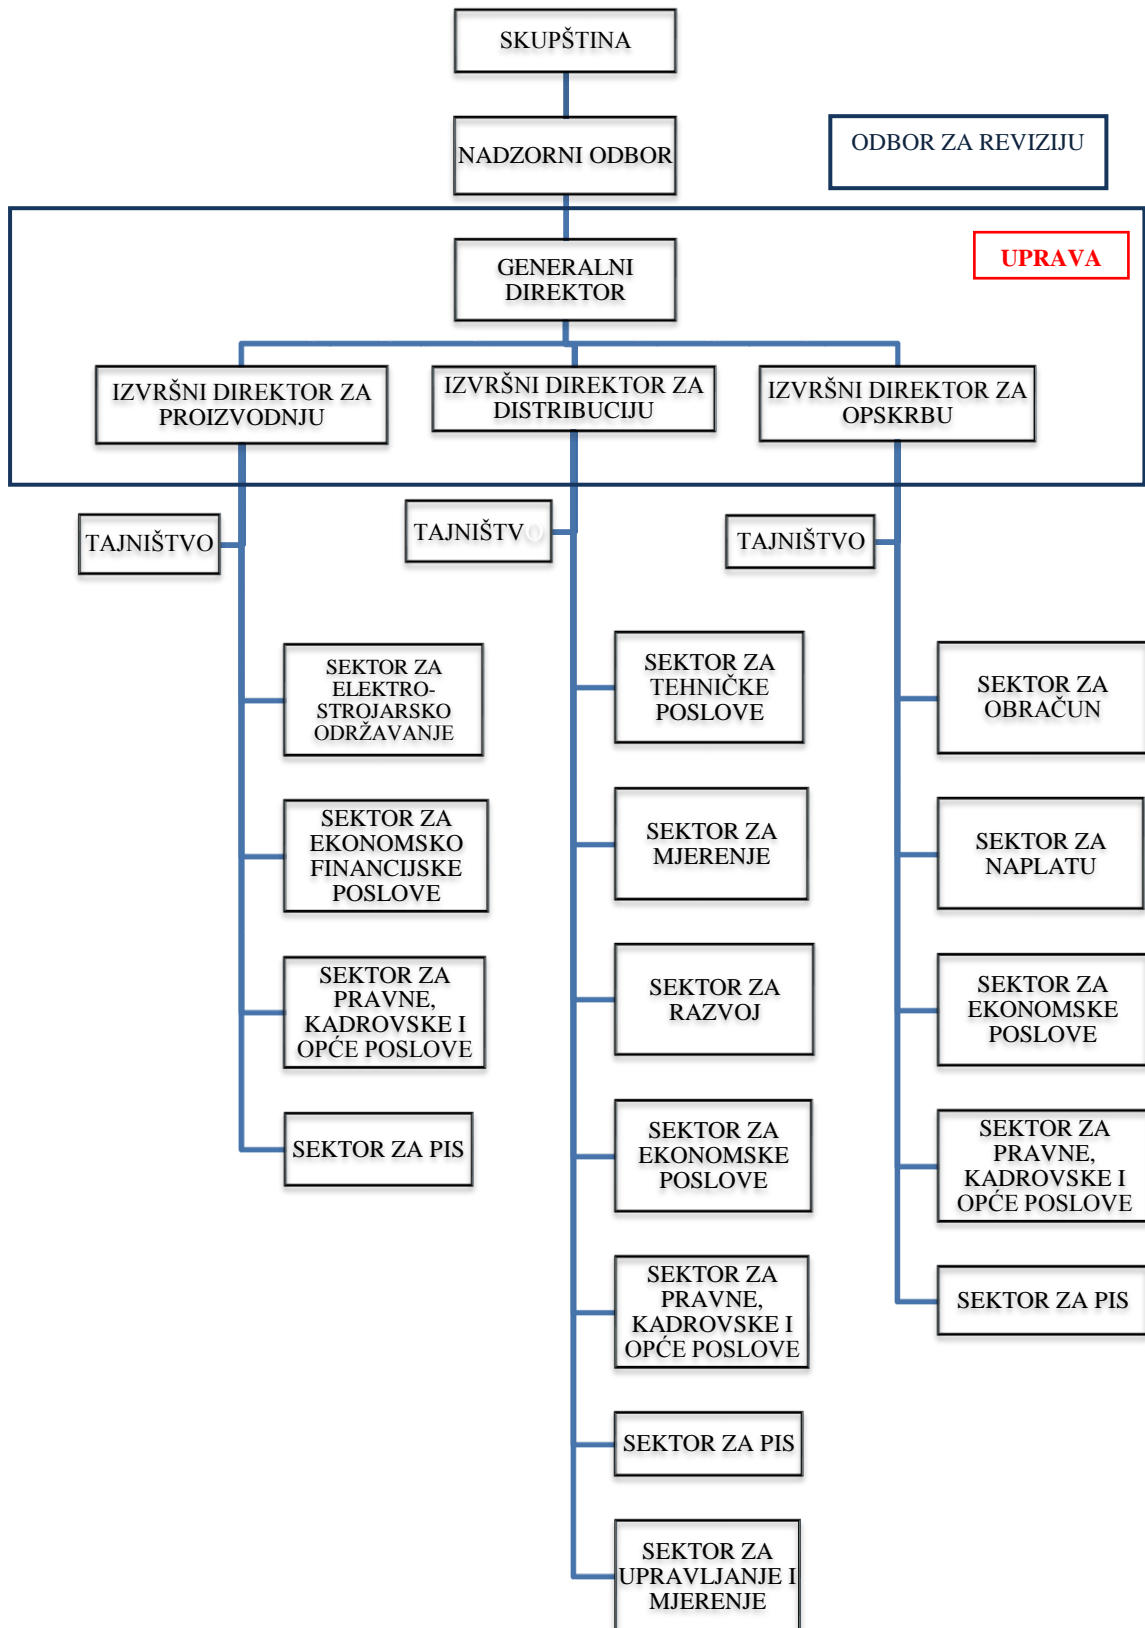 SKUPŠTINA
NADZORNI ODBOR
ODBOR ZA REVIZIJU
UPRAVA
GENERALNI
DIREKTOR
IZVRŠNI DIREKTOR ZA
PROIZVODNJU
IZVRŠNI DIREKTOR ZA
DISTRIBUCIJU
IZVRŠNI DIREKTOR ZA
OPSKRBU
TAJNIŠTVO
TAJNIŠTVO
TAJNIŠTVO
SEKTOR ZA
ELEKTRO-
STROJARSKO
ODRŽAVANJE
SEKTOR ZA
EKONOMSKO
FINANCIJSKE
POSLOVE
SEKTOR ZA
PRAVNE,
KADROVSKE I
OPĆE POSLOVE
SEKTOR ZA PIS
SEKTOR ZA
TEHNIČKE
POSLOVE
SEKTOR ZA
MJERENJE
SEKTOR ZA
RAZVOJ
SEKTOR ZA
EKONOMSKE
POSLOVE
SEKTOR ZA
PRAVNE,
KADROVSKE I
OPĆE POSLOVE
SEKTOR ZA PIS
SEKTOR ZA
UPRAVLJANJE I
MJERENJE
SEKTOR ZA
OBRAČUN
SEKTOR ZA
NAPLATU
SEKTOR ZA
EKONOMSKE
POSLOVE
SEKTOR ZA
PRAVNE,
KADROVSKE I
OPĆE POSLOVE
SEKTOR ZA PIS